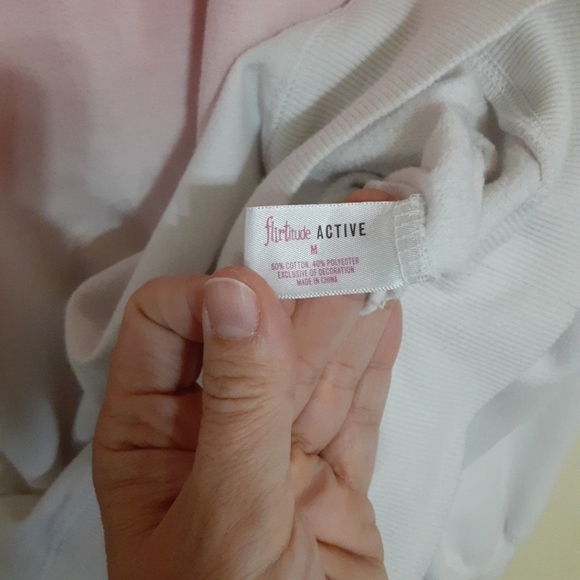 flirtitude ACTIVE
M
60% COTTON, 40% POLYESTER
EXCLUSIVE OF DECORATION
MADE IN CHINA